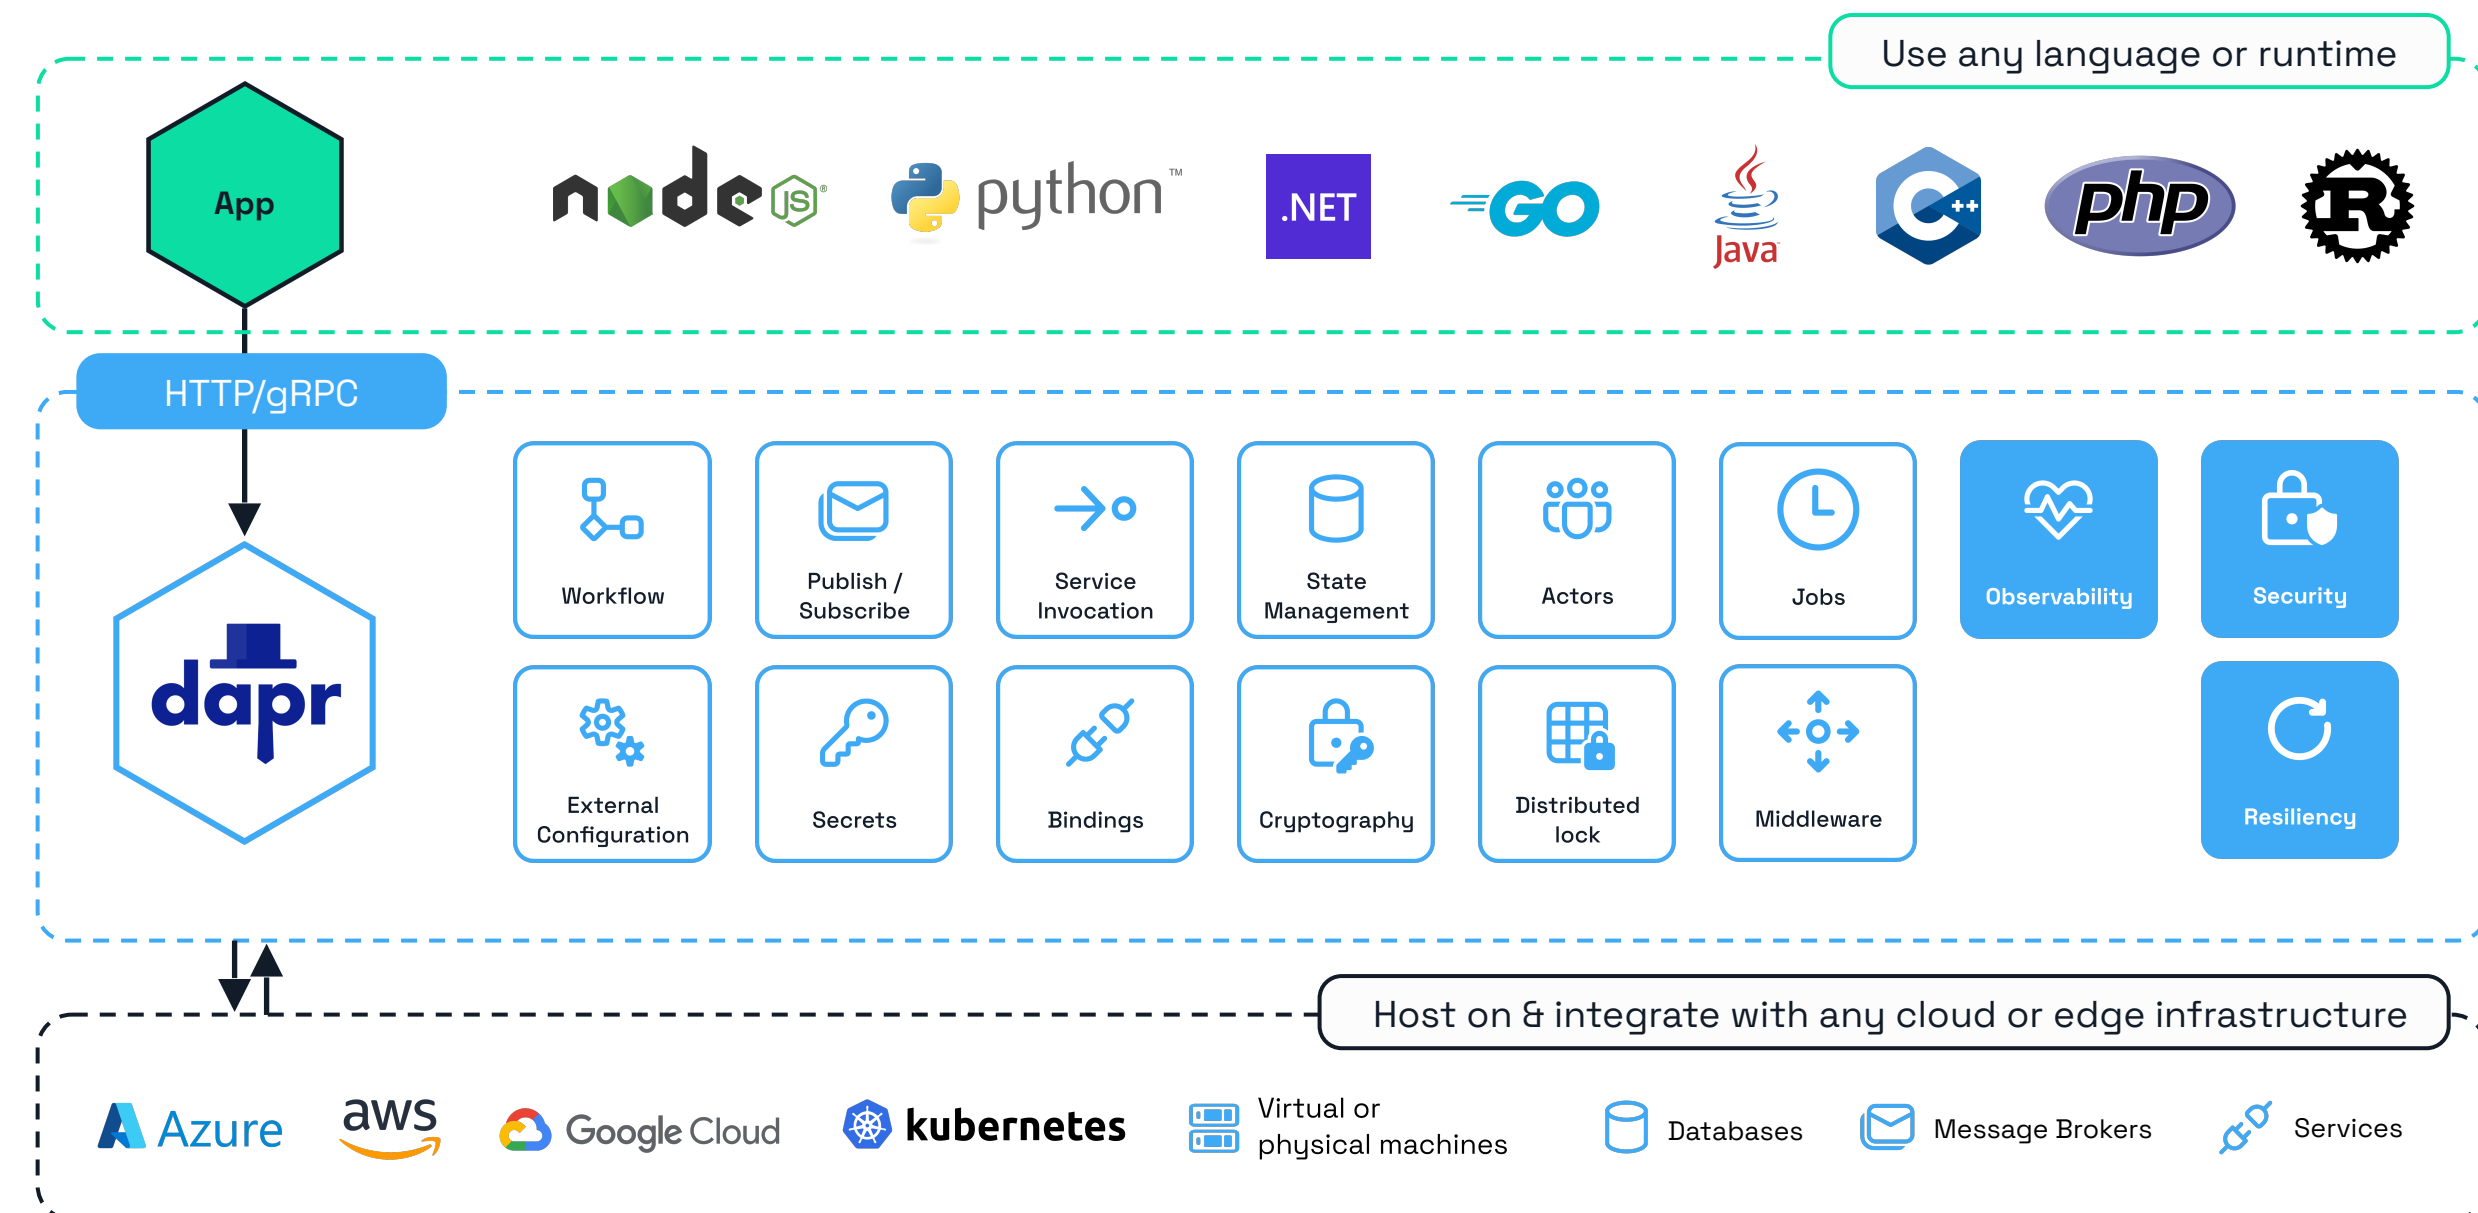 Use any language or runtime
App
node JS ®
python ™
.NET
GO
Java
C++
php
R
HTTP/gRPC
Workflow
Publish /
Subscribe
Service
Invocation
State
Management
Actors
Jobs
Observability
Security
dapr
External
Configuration
Secrets
Bindings
Cryptography
Distributed
lock
Middleware
Resiliency
Host on & integrate with any cloud or edge infrastructure
Azure
aws
Google Cloud
kubernetes
Virtual or
physical machines
Databases
Message Brokers
Services